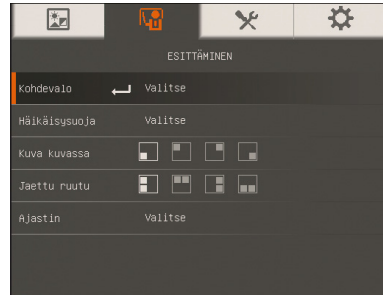 ESITTÄMINEN
Kohdevalo Valitse
Häikäisysuoja Valitse
Kuva kuvassa
Jaettu ruutu
Ajastin Valitse